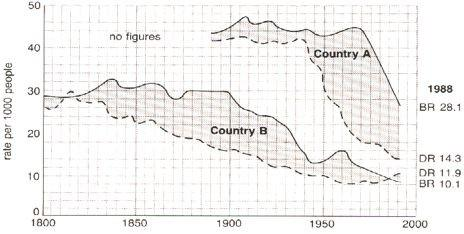 50
40
30
20
10
0
rate per 1000 people
no figures
Country A
Country B
1988
BR 28.1
DR 14.3
DR 11.9
BR 10.1
1800
1850
1900
1950
2000